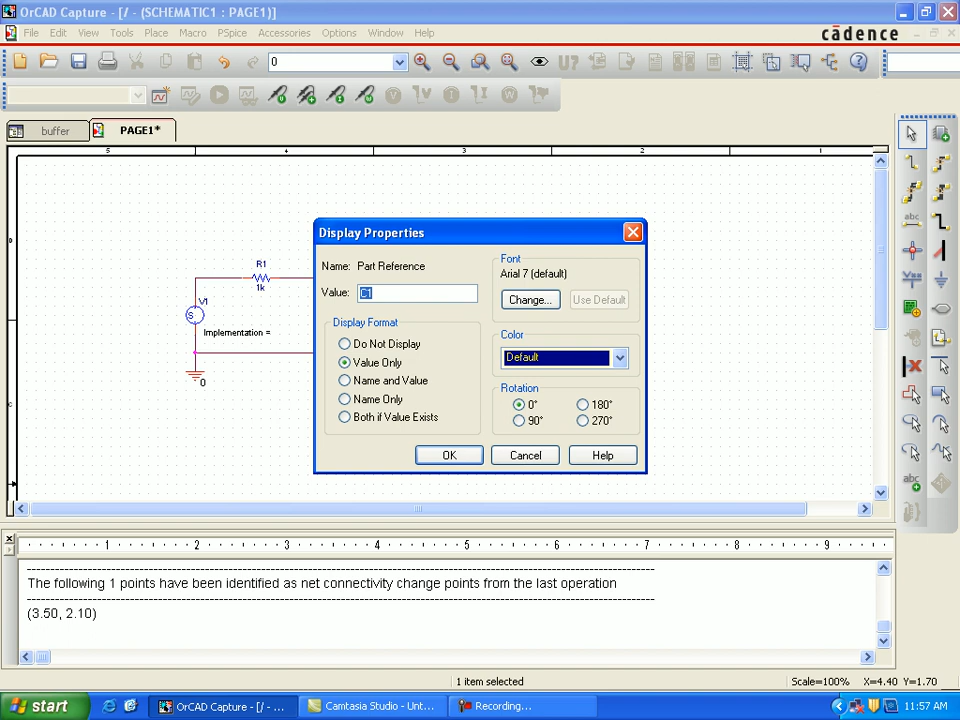 OrCAD Capture - [/ - (SCHEMATIC1 : PAGE1)]
File Edit View Tools Place Macro PSpice Accessories Options Window Help
cādence
0
U?
V I W
buffer PAGE1*
5 4 3 2 1
D
C
R1
1k
V1
S
Implementation =
0
Display Properties
Name: Part Reference
Value: C1
Display Format
Do Not Display
Value Only
Name and Value
Name Only
Both if Value Exists
Font
Arial 7 (default)
Change... Use Default
Color
Default
Rotation
0° 180°
90° 270°
OK Cancel Help
abc
abc
1 2 3 4 5 6 7 8 9
The following 1 points have been identified as net connectivity change points from the last operation
(3.50, 2.10)
1 item selected Scale=100% X=4.40 Y=1.70
start OrCAD Capture - [/ - ... Camtasia Studio - Unt... Recording... 11:57 AM